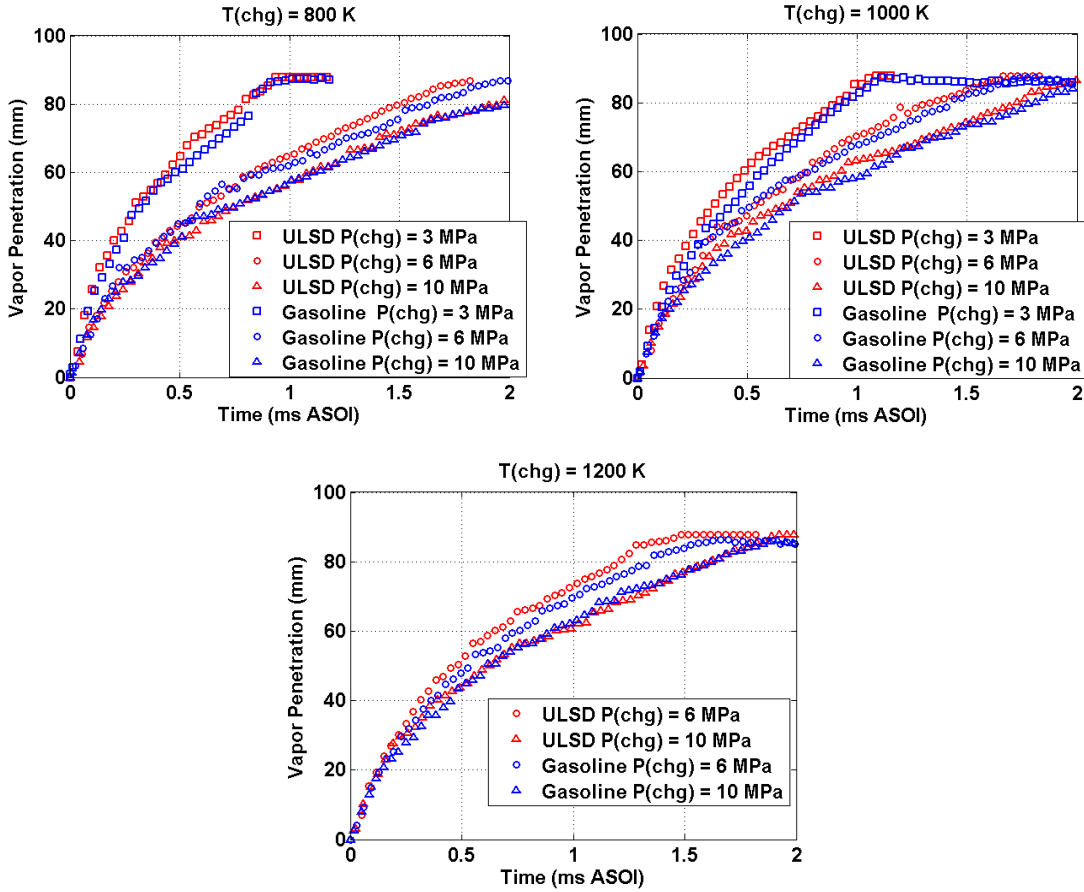 T(chg) = 800 K
100
80
60
40
20
0
0
0.5
1
1.5
2
Vapor Penetration (mm)
Time (ms ASOI)
ULSD P(chg) = 3 MPa
ULSD P(chg) = 6 MPa
ULSD P(chg) = 10 MPa
Gasoline P(chg) = 3 MPa
Gasoline P(chg) = 6 MPa
Gasoline P(chg) = 10 MPa
T(chg) = 1000 K
100
80
60
40
20
0
0
0.5
1
1.5
2
Vapor Penetration (mm)
Time (ms ASOI)
ULSD P(chg) = 3 MPa
ULSD P(chg) = 6 MPa
ULSD P(chg) = 10 MPa
Gasoline P(chg) = 3 MPa
Gasoline P(chg) = 6 MPa
Gasoline P(chg) = 10 MPa
T(chg) = 1200 K
100
80
60
40
20
0
0
0.5
1
1.5
2
Vapor Penetration (mm)
Time (ms ASOI)
ULSD P(chg) = 6 MPa
ULSD P(chg) = 10 MPa
Gasoline P(chg) = 6 MPa
Gasoline P(chg) = 10 MPa